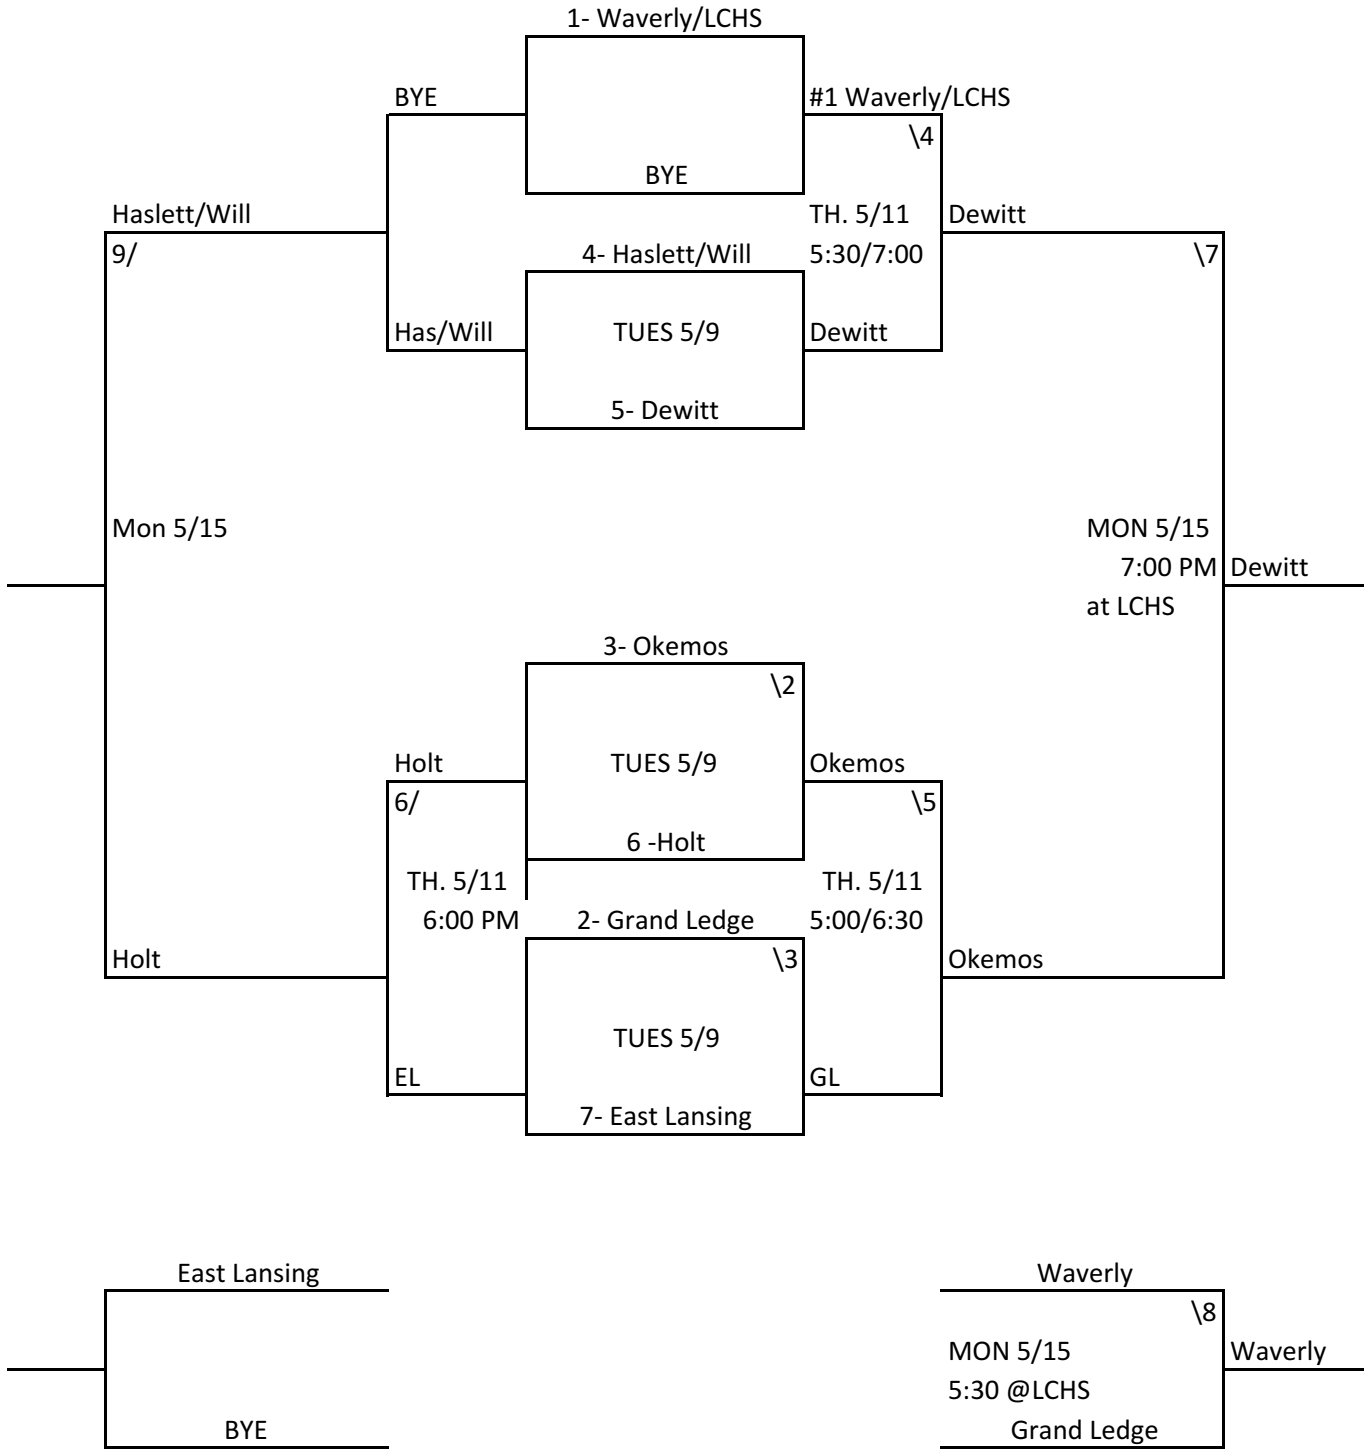 1- Waverly/LCHS
BYE
#1 Waverly/LCHS
\4
BYE
Haslett/Will
TH. 5/11
Dewitt
9/
4- Haslett/Will
5:30/7:00
\7
Has/Will
TUES 5/9
Dewitt
5- Dewitt
Mon 5/15
MON 5/15
7:00 PM
Dewitt
at LCHS
3- Okemos
\2
Holt
TUES 5/9
Okemos
6/
\5
6 -Holt
TH. 5/11
TH. 5/11
6:00 PM
2- Grand Ledge
5:00/6:30
Holt
\3
Okemos
TUES 5/9
EL
GL
7- East Lansing
East Lansing
Waverly
\8
MON 5/15
Waverly
5:30 @LCHS
BYE
Grand Ledge